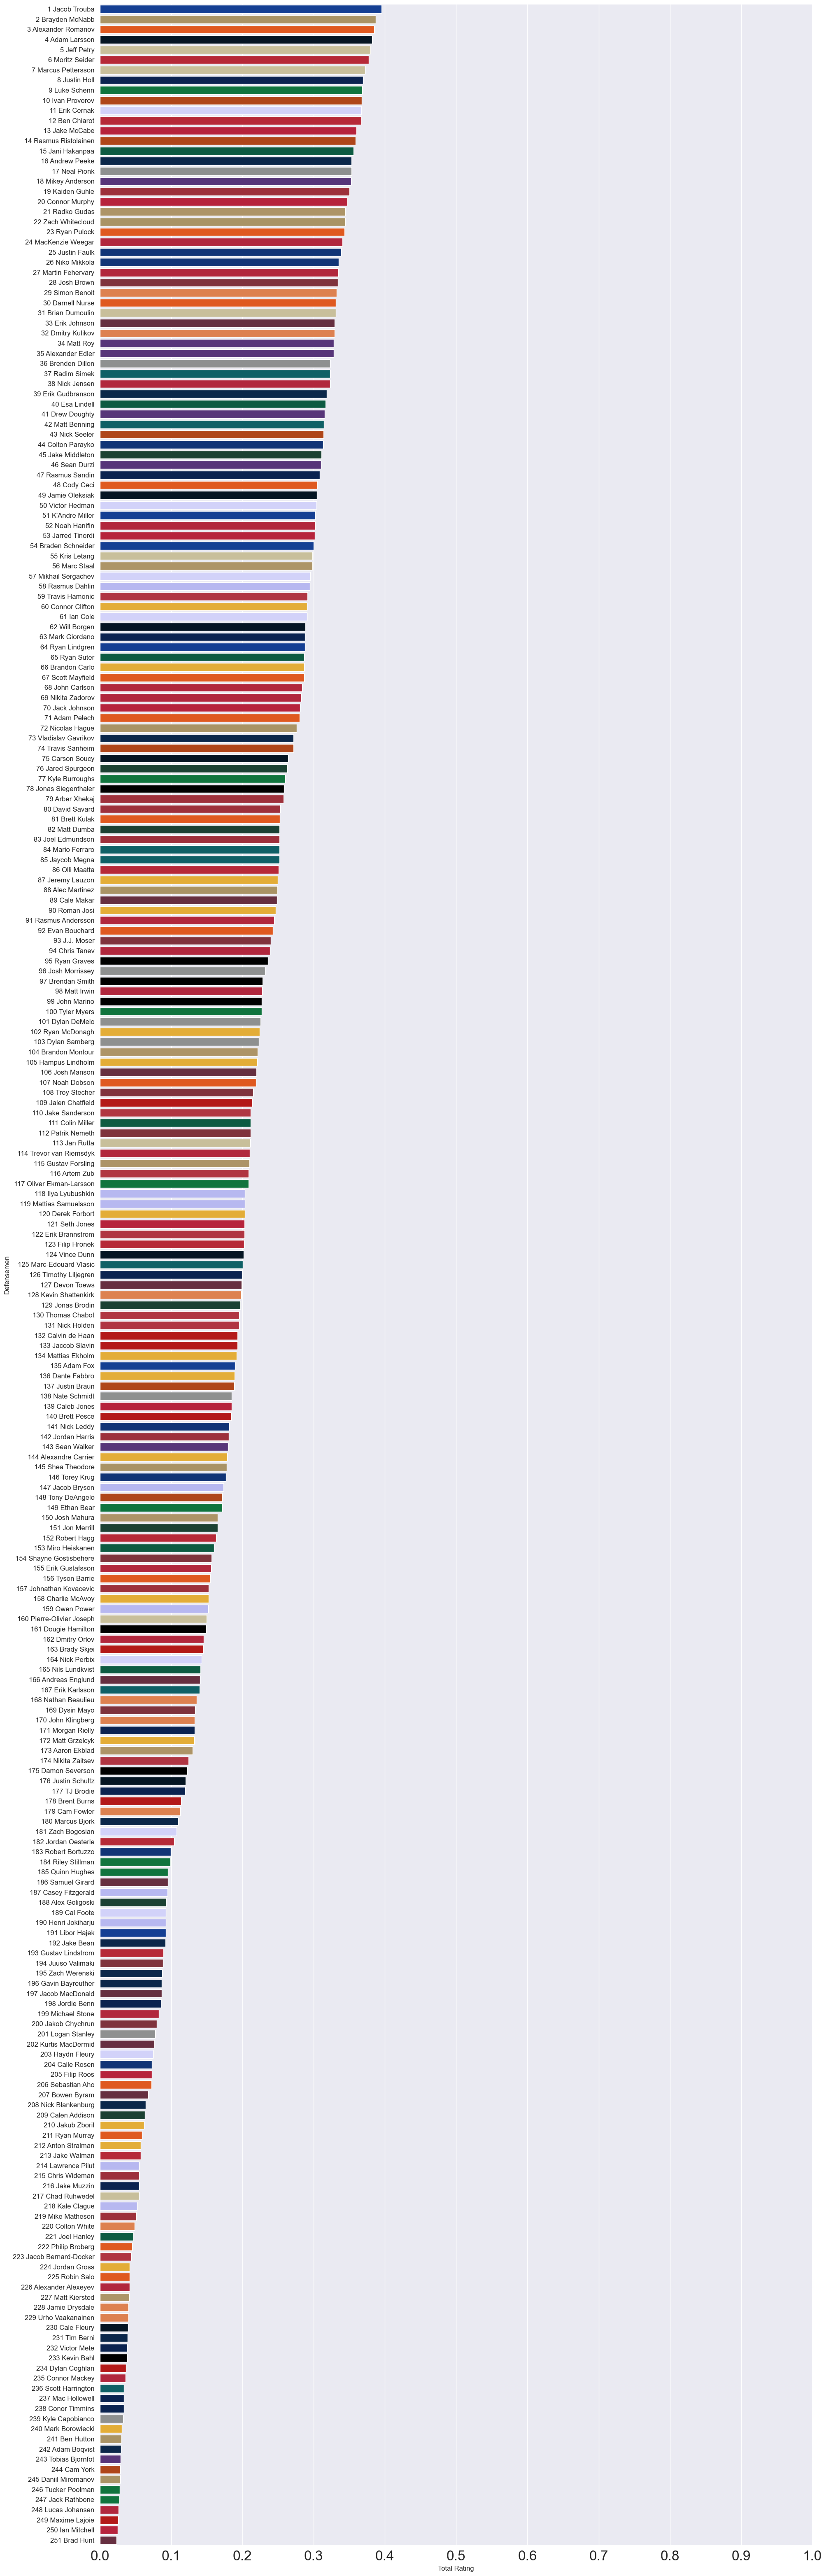 1 Jacob Trouba
2 Brayden McNabb
3 Alexander Romanov
4 Adam Larsson
5 Jeff Petry
6 Moritz Seider
7 Marcus Pettersson
8 Justin Holl
9 Luke Schenn
10 Ivan Provorov
11 Erik Cernak
12 Ben Chiarot
13 Jake McCabe
14 Rasmus Ristolainen
15 Jani Hakanpaa
16 Andrew Peeke
17 Neal Pionk
18 Mikey Anderson
19 Kaiden Guhle
20 Connor Murphy
21 Radko Gudas
22 Zach Whitecloud
23 Ryan Pulock
24 MacKenzie Weegar
25 Justin Faulk
26 Niko Mikkola
27 Martin Fehervary
28 Josh Brown
29 Simon Benoit
30 Darnell Nurse
31 Brian Dumoulin
33 Erik Johnson
32 Dmitry Kulikov
34 Matt Roy
35 Alexander Edler
36 Brenden Dillon
37 Radim Simek
38 Nick Jensen
39 Erik Gudbranson
40 Esa Lindell
41 Drew Doughty
42 Matt Benning
43 Nick Seeler
44 Colton Parayko
45 Jake Middleton
46 Sean Durzi
47 Rasmus Sandin
48 Cody Ceci
49 Jamie Oleksiak
50 Victor Hedman
51 K'Andre Miller
52 Noah Hanifin
53 Jarred Tinordi
54 Braden Schneider
55 Kris Letang
56 Marc Staal
57 Mikhail Sergachev
58 Rasmus Dahlin
59 Travis Hamonic
60 Connor Clifton
61 Ian Cole
62 Will Borgen
63 Mark Giordano
64 Ryan Lindgren
65 Ryan Suter
66 Brandon Carlo
67 Scott Mayfield
68 John Carlson
69 Nikita Zadorov
70 Jack Johnson
71 Adam Pelech
72 Nicolas Hague
73 Vladislav Gavrikov
74 Travis Sanheim
75 Carson Soucy
76 Jared Spurgeon
77 Kyle Burroughs
78 Jonas Siegenthaler
79 Arber Xhekaj
80 David Savard
81 Brett Kulak
82 Matt Dumba
83 Joel Edmundson
84 Mario Ferraro
85 Jaycob Megna
86 Olli Maatta
87 Jeremy Lauzon
88 Alec Martinez
89 Cale Makar
90 Roman Josi
91 Rasmus Andersson
92 Evan Bouchard
93 J.J. Moser
94 Chris Tanev
95 Ryan Graves
96 Josh Morrissey
97 Brendan Smith
98 Matt Irwin
99 John Marino
100 Tyler Myers
101 Dylan DeMelo
102 Ryan McDonagh
103 Dylan Samberg
104 Brandon Montour
105 Hampus Lindholm
106 Josh Manson
107 Noah Dobson
108 Troy Stecher
109 Jalen Chatfield
110 Jake Sanderson
111 Colin Miller
112 Patrik Nemeth
113 Jan Rutta
114 Trevor van Riemsdyk
115 Gustav Forsling
116 Artem Zub
117 Oliver Ekman-Larsson
118 Ilya Lyubushkin
119 Mattias Samuelsson
120 Derek Forbort
121 Seth Jones
122 Erik Brannstrom
123 Filip Hronek
124 Vince Dunn
125 Marc-Edouard Vlasic
126 Timothy Liljegren
127 Devon Toews
128 Kevin Shattenkirk
129 Jonas Brodin
130 Thomas Chabot
131 Nick Holden
132 Calvin de Haan
133 Jaccob Slavin
134 Mattias Ekholm
135 Adam Fox
136 Dante Fabbro
137 Justin Braun
138 Nate Schmidt
139 Caleb Jones
140 Brett Pesce
141 Nick Leddy
142 Jordan Harris
143 Sean Walker
144 Alexandre Carrier
145 Shea Theodore
146 Torey Krug
147 Jacob Bryson
148 Tony DeAngelo
149 Ethan Bear
150 Josh Mahura
151 Jon Merrill
152 Robert Hagg
153 Miro Heiskanen
154 Shayne Gostisbehere
155 Erik Gustafsson
156 Tyson Barrie
157 Johnathan Kovacevic
158 Charlie McAvoy
159 Owen Power
160 Pierre-Olivier Joseph
161 Dougie Hamilton
162 Dmitry Orlov
163 Brady Skjei
164 Nick Perbix
165 Nils Lundkvist
166 Andreas Englund
167 Erik Karlsson
168 Nathan Beaulieu
169 Dysin Mayo
170 John Klingberg
171 Morgan Rielly
172 Matt Grzelcyk
173 Aaron Ekblad
174 Nikita Zaitsev
175 Damon Severson
176 Justin Schultz
177 TJ Brodie
178 Brent Burns
179 Cam Fowler
180 Marcus Bjork
181 Zach Bogosian
182 Jordan Oesterle
183 Robert Bortuzzo
184 Riley Stillman
185 Quinn Hughes
186 Samuel Girard
187 Casey Fitzgerald
188 Alex Goligoski
189 Cal Foote
190 Henri Jokiharju
191 Libor Hajek
192 Jake Bean
193 Gustav Lindstrom
194 Juuso Valimaki
195 Zach Werenski
196 Gavin Bayreuther
197 Jacob MacDonald
198 Jordie Benn
199 Michael Stone
200 Jakob Chychrun
201 Logan Stanley
202 Kurtis MacDermid
203 Haydn Fleury
204 Calle Rosen
205 Filip Roos
206 Sebastian Aho
207 Bowen Byram
208 Nick Blankenburg
209 Calen Addison
210 Jakub Zboril
211 Ryan Murray
212 Anton Stralman
213 Jake Walman
214 Lawrence Pilut
215 Chris Wideman
216 Jake Muzzin
217 Chad Ruhwedel
218 Kale Clague
219 Mike Matheson
220 Colton White
221 Joel Hanley
222 Philip Broberg
223 Jacob Bernard-Docker
224 Jordan Gross
225 Robin Salo
226 Alexander Alexeyev
227 Matt Kiersted
228 Jamie Drysdale
229 Urho Vaakanainen
230 Cale Fleury
231 Tim Berni
232 Victor Mete
233 Kevin Bahl
234 Dylan Coghlan
235 Connor Mackey
236 Scott Harrington
237 Mac Hollowell
238 Conor Timmins
239 Kyle Capobianco
240 Mark Borowiecki
241 Ben Hutton
242 Adam Boqvist
243 Tobias Bjornfot
244 Cam York
245 Daniil Miromanov
246 Tucker Poolman
247 Jack Rathbone
248 Lucas Johansen
249 Maxime Lajoie
250 Ian Mitchell
251 Brad Hunt
Defensemen
0.0 0.1 0.2 0.3 0.4 0.5 0.6 0.7 0.8 0.9 1.0
Total Rating